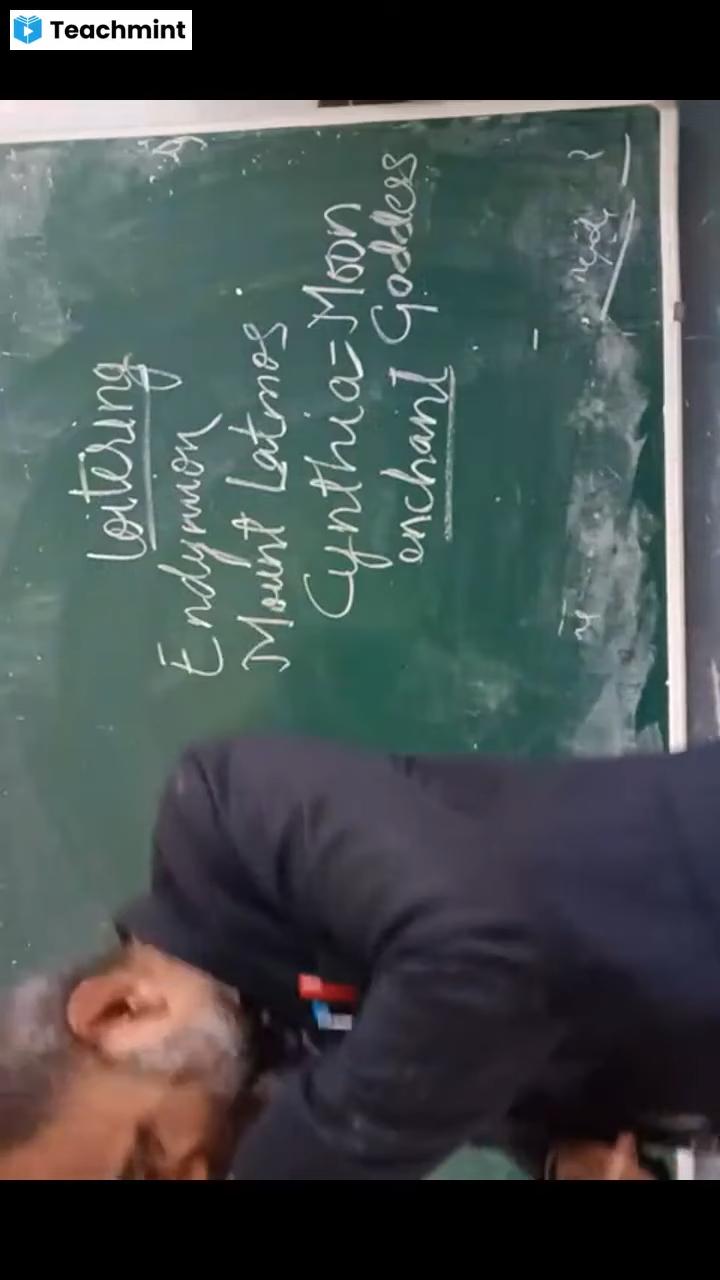 Teachmint
loitering
Endymion
Mount Latmos
Cynthia=Moon
Goddess
enchant